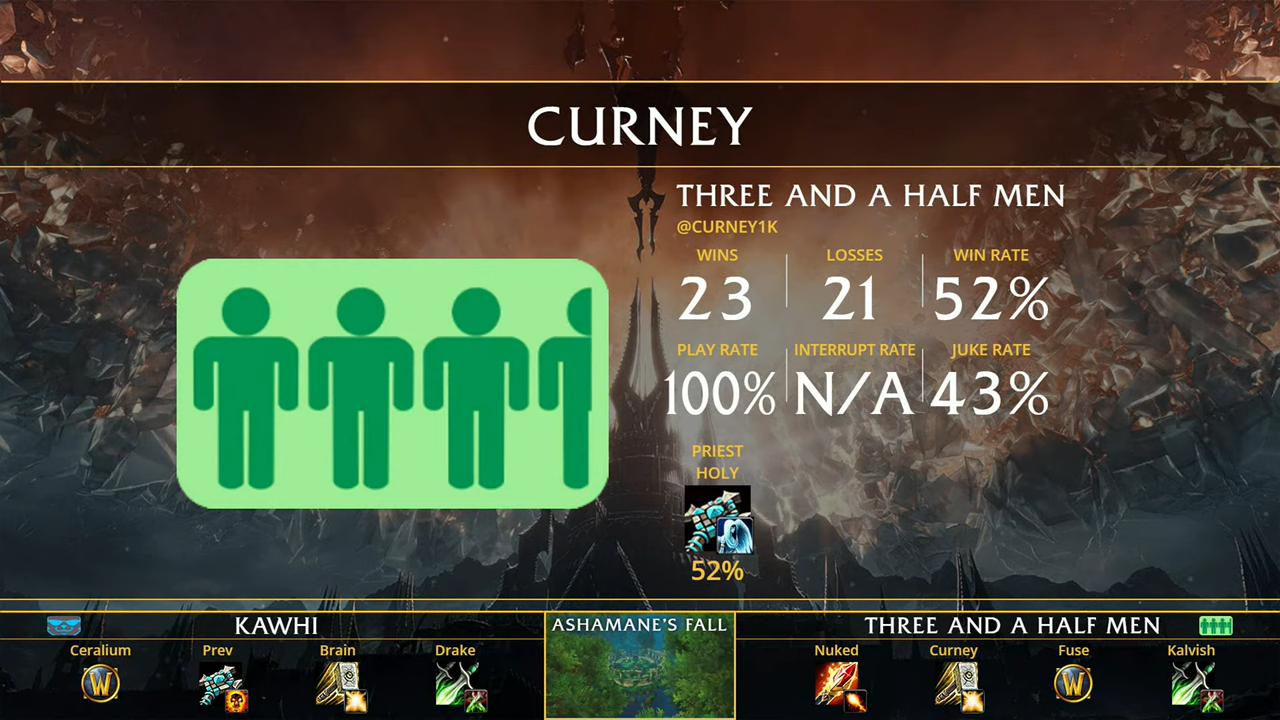 CURNEY
THREE AND A HALF MEN
@CURNEY1K
WINS LOSSES WIN RATE
23 21 52%
PLAY RATE INTERRUPT RATE JUKE RATE
100% N/A 43%
PRIEST
HOLY
52%
KAWHI
Ceralium Prev Brain Drake
W
ASHAMANE'S FALL
THREE AND A HALF MEN
Nuked Curney Fuse Kalvish
W